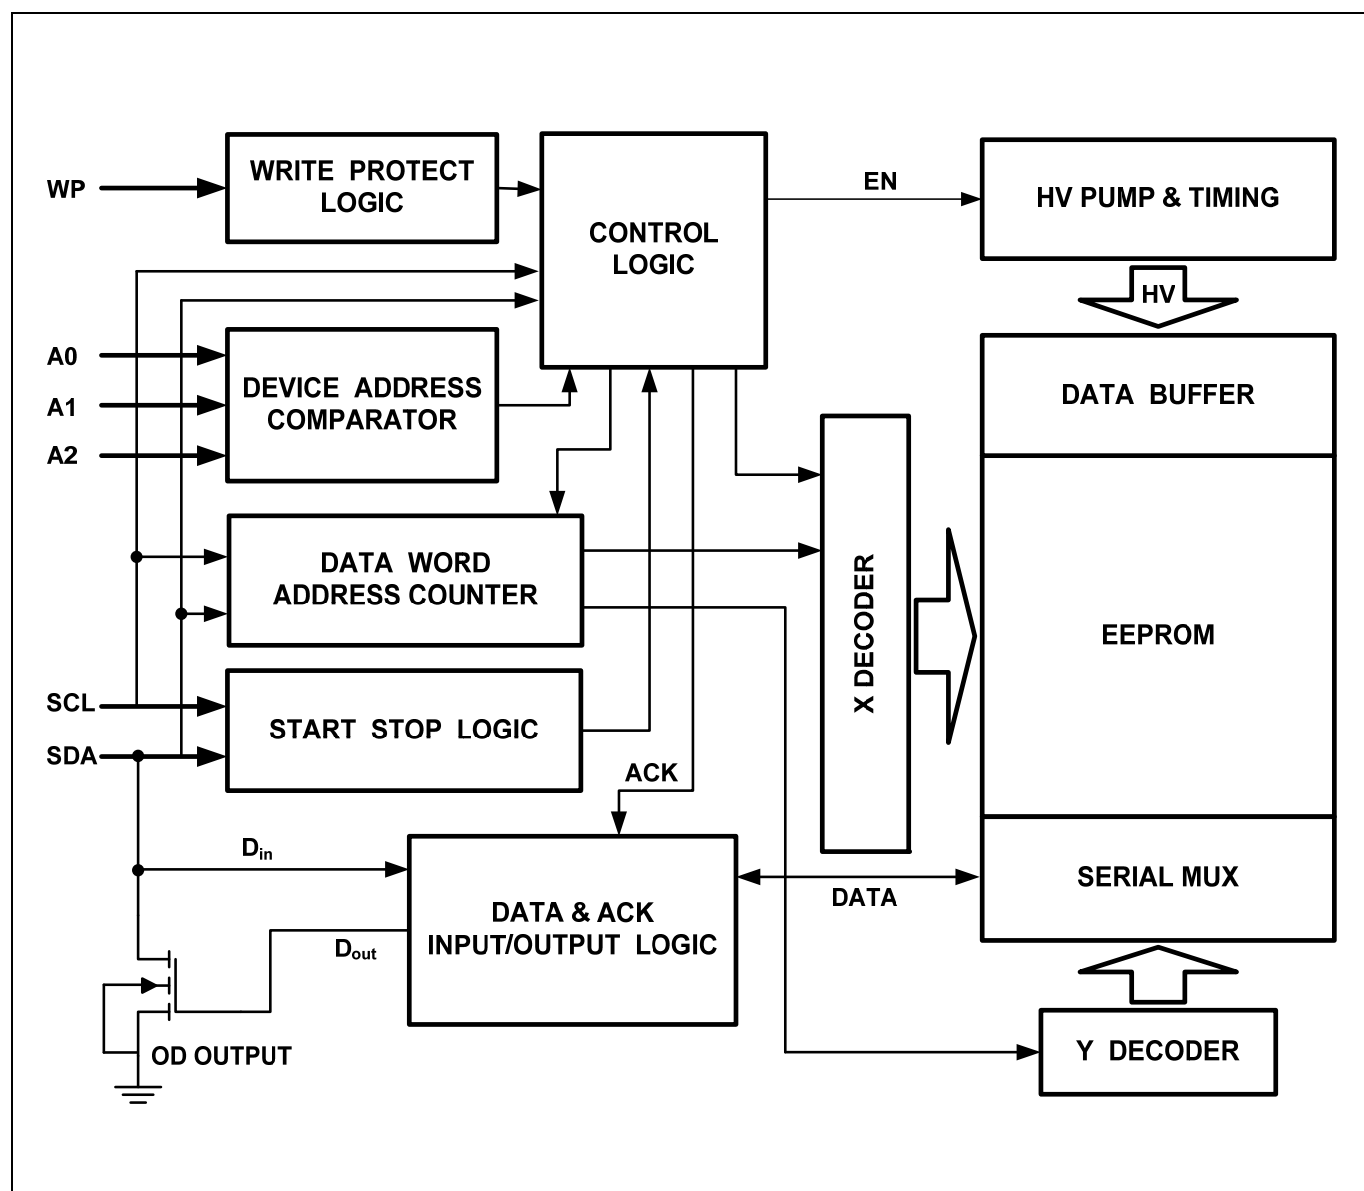 WP
WRITE PROTECT
LOGIC
CONTROL
LOGIC
EN
HV PUMP & TIMING
HV
A0
A1
A2
DEVICE ADDRESS
COMPARATOR
DATA BUFFER
DATA WORD
ADDRESS COUNTER
X DECODER
EEPROM
SCL
SDA
START STOP LOGIC
ACK
Din
DATA & ACK
INPUT/OUTPUT LOGIC
DATA
SERIAL MUX
Dout
OD OUTPUT
Y DECODER